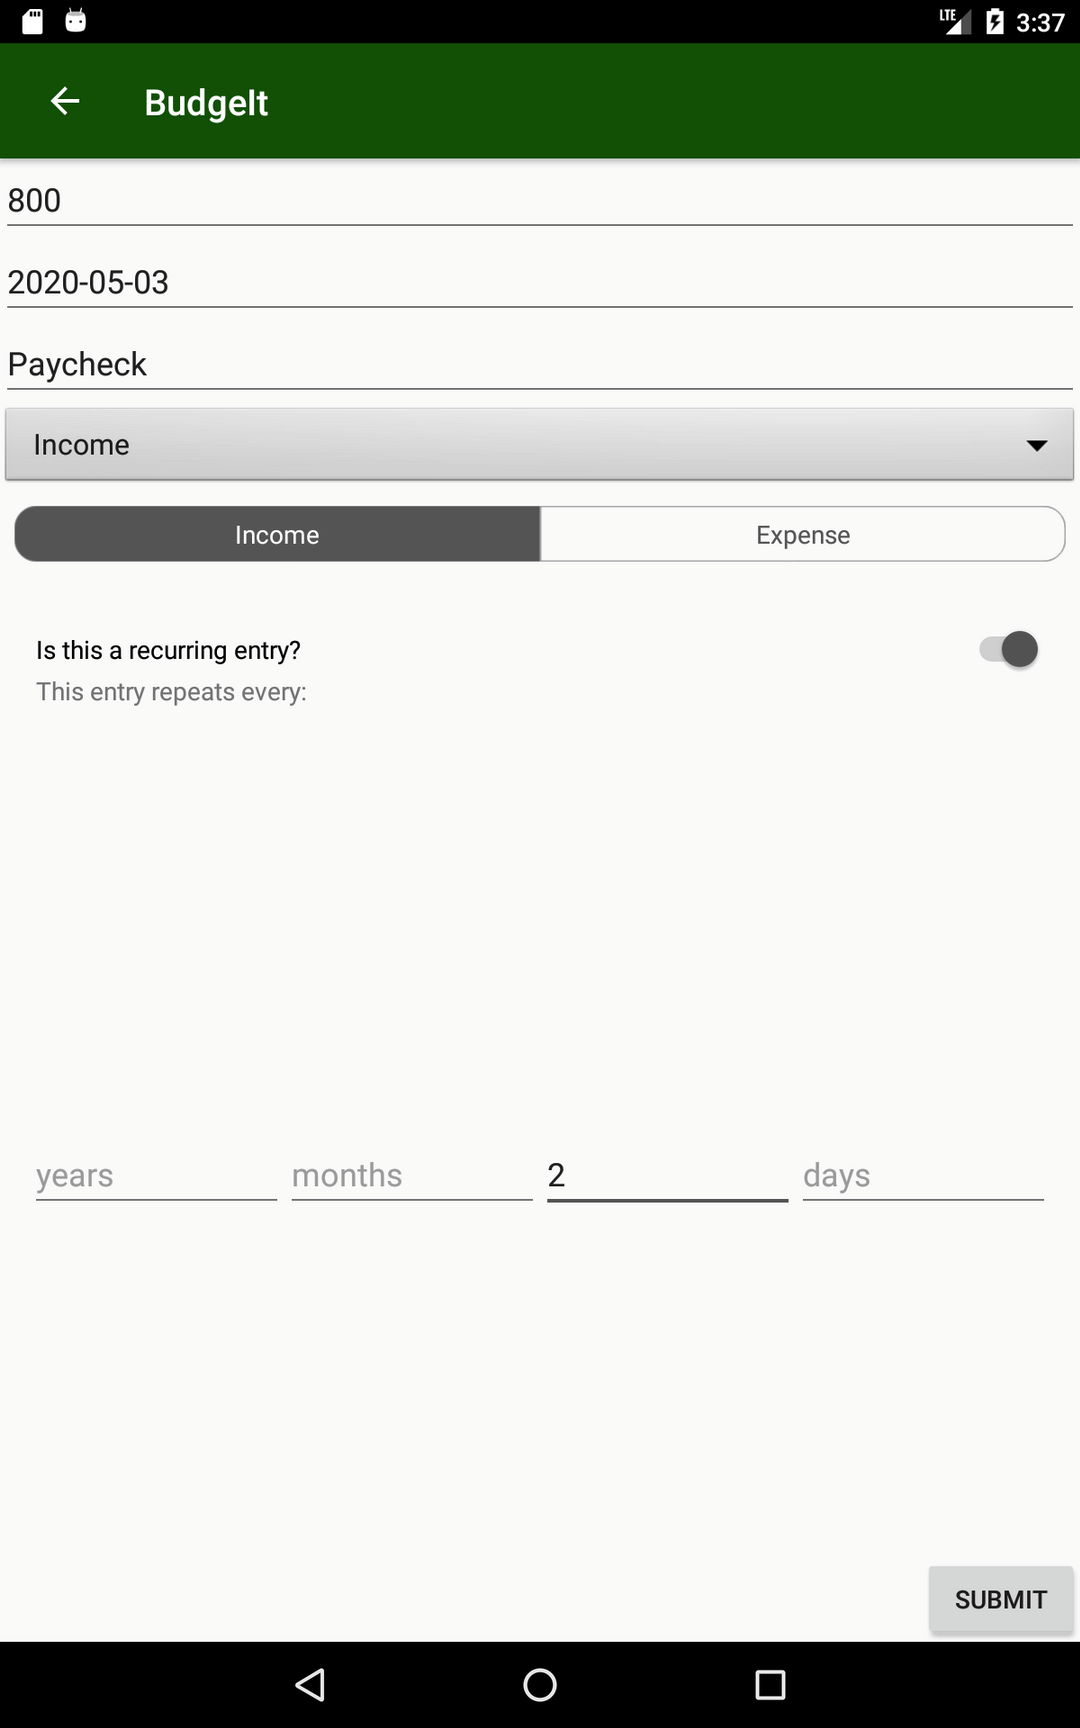 LTE 3:37
BudgeIt
800
2020-05-03
Paycheck
Income
Income Expense
Is this a recurring entry?
This entry repeats every:
years months 2 days
SUBMIT